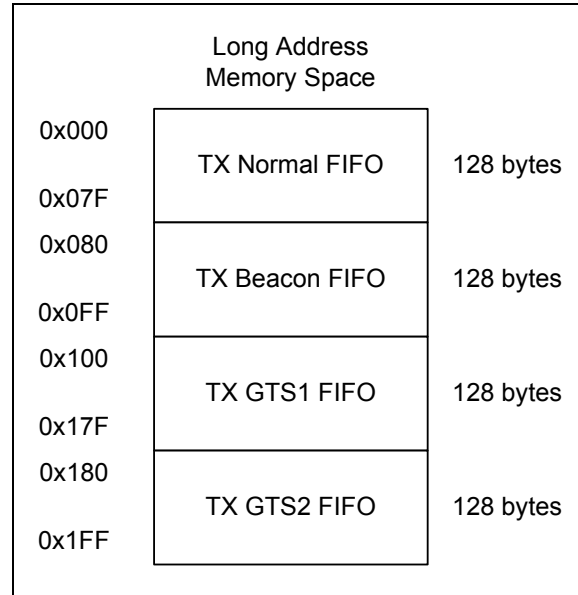 Long Address
Memory Space
0x000
TX Normal FIFO 128 bytes
0x07F
0x080
TX Beacon FIFO 128 bytes
0x0FF
0x100
TX GTS1 FIFO 128 bytes
0x17F
0x180
TX GTS2 FIFO 128 bytes
0x1FF